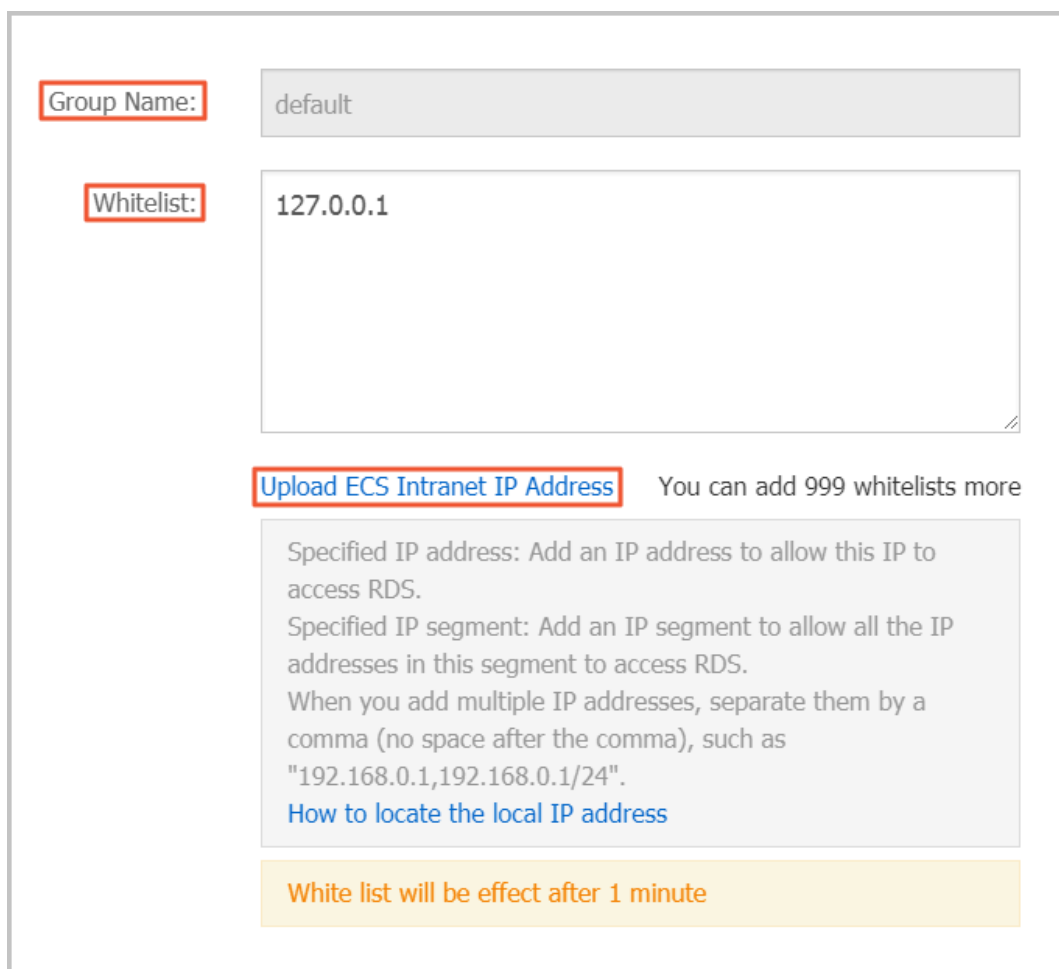 Group Name:
default
Whitelist:
127.0.0.1
Upload ECS Intranet IP Address
You can add 999 whitelists more
Specified IP address: Add an IP address to allow this IP to
access RDS.
Specified IP segment: Add an IP segment to allow all the IP
addresses in this segment to access RDS.
When you add multiple IP addresses, separate them by a
comma (no space after the comma), such as
"192.168.0.1,192.168.0.1/24".
How to locate the local IP address
White list will be effect after 1 minute